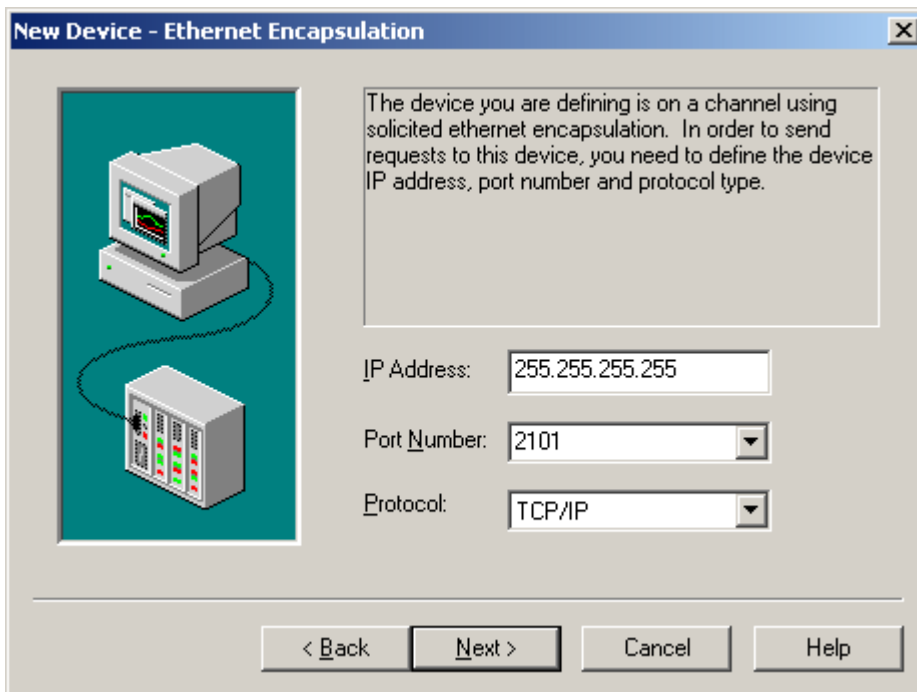 New Device - Ethernet Encapsulation
The device you are defining is on a channel using
solicited ethernet encapsulation.  In order to send
requests to this device, you need to define the device
IP address, port number and protocol type.
IP Address: 255.255.255.255
Port Number: 2101
Protocol: TCP/IP
< Back Next > Cancel Help